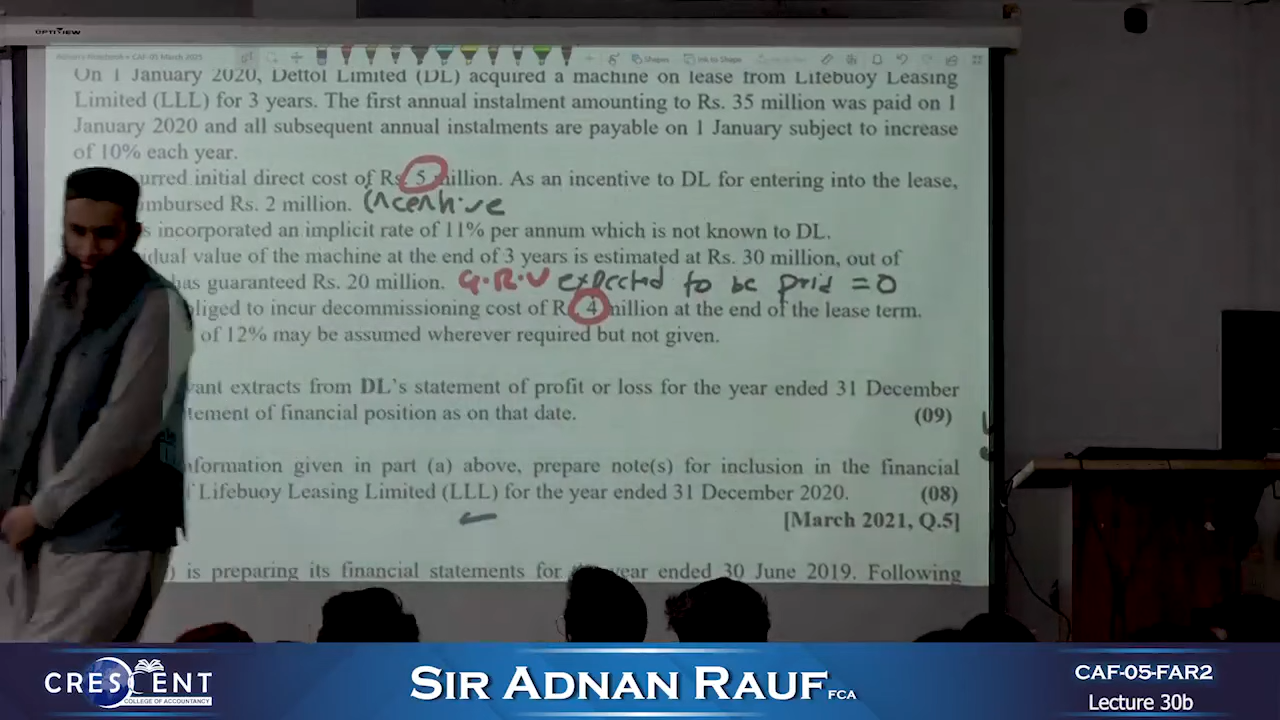 OPTIVIEW
On 1 January 2020, Dettol Limited (DL) acquired a machine on lease from Lifebuoy Leasing
Limited (LLL) for 3 years. The first annual instalment amounting to Rs. 35 million was paid on 1
January 2020 and all subsequent annual instalments are payable on 1 January subject to increase
of 10% each year.
urred initial direct cost of Rs. 5 million. As an incentive to DL for entering into the lease,
mbursed Rs. 2 million. Incentive
s incorporated an implicit rate of 11% per annum which is not known to DL.
dual value of the machine at the end of 3 years is estimated at Rs. 30 million, out of
has guaranteed Rs. 20 million. G.R.V expected to be paid = 0
liged to incur decommissioning cost of Rs. 4 million at the end of the lease term.
of 12% may be assumed wherever required but not given.
vant extracts from DL's statement of profit or loss for the year ended 31 December
tement of financial position as on that date. (09)
formation given in part (a) above, prepare note(s) for inclusion in the financial
Lifebuoy Leasing Limited (LLL) for the year ended 31 December 2020. (08)
[March 2021, Q.5]
) is preparing its financial statements for year ended 30 June 2019. Following
CRESCENT
COLLEGE OF ACCOUNTANCY
SIR ADNAN RAUF FCA
CAF-05-FAR2
Lecture 30b